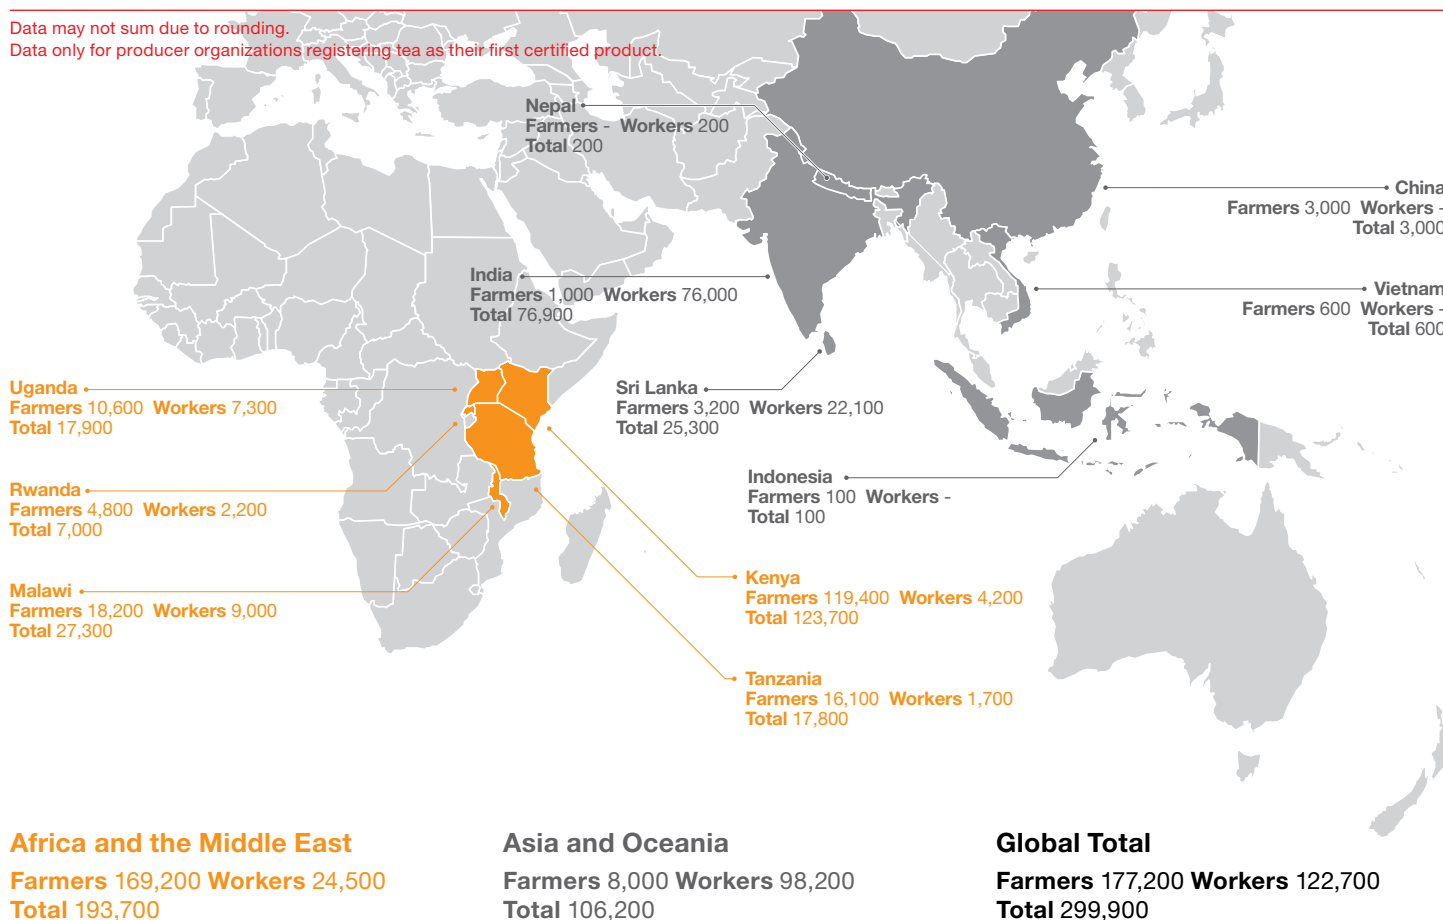 Data may not sum due to rounding.
Data only for producer organizations registering tea as their first certified product.
Nepal
Farmers - Workers 200
Total 200
China
Farmers 3,000 Workers -
Total 3,000
India
Farmers 1,000 Workers 76,000
Total 76,900
Vietnam
Farmers 600 Workers -
Total 600
Uganda
Farmers 10,600 Workers 7,300
Total 17,900
Sri Lanka
Farmers 3,200 Workers 22,100
Total 25,300
Rwanda
Farmers 4,800 Workers 2,200
Total 7,000
Indonesia
Farmers 100 Workers -
Total 100
Malawi
Farmers 18,200 Workers 9,000
Total 27,300
Kenya
Farmers 119,400 Workers 4,200
Total 123,700
Tanzania
Farmers 16,100 Workers 1,700
Total 17,800
Africa and the Middle East
Farmers 169,200 Workers 24,500
Total 193,700
Asia and Oceania
Farmers 8,000 Workers 98,200
Total 106,200
Global Total
Farmers 177,200 Workers 122,700
Total 299,900